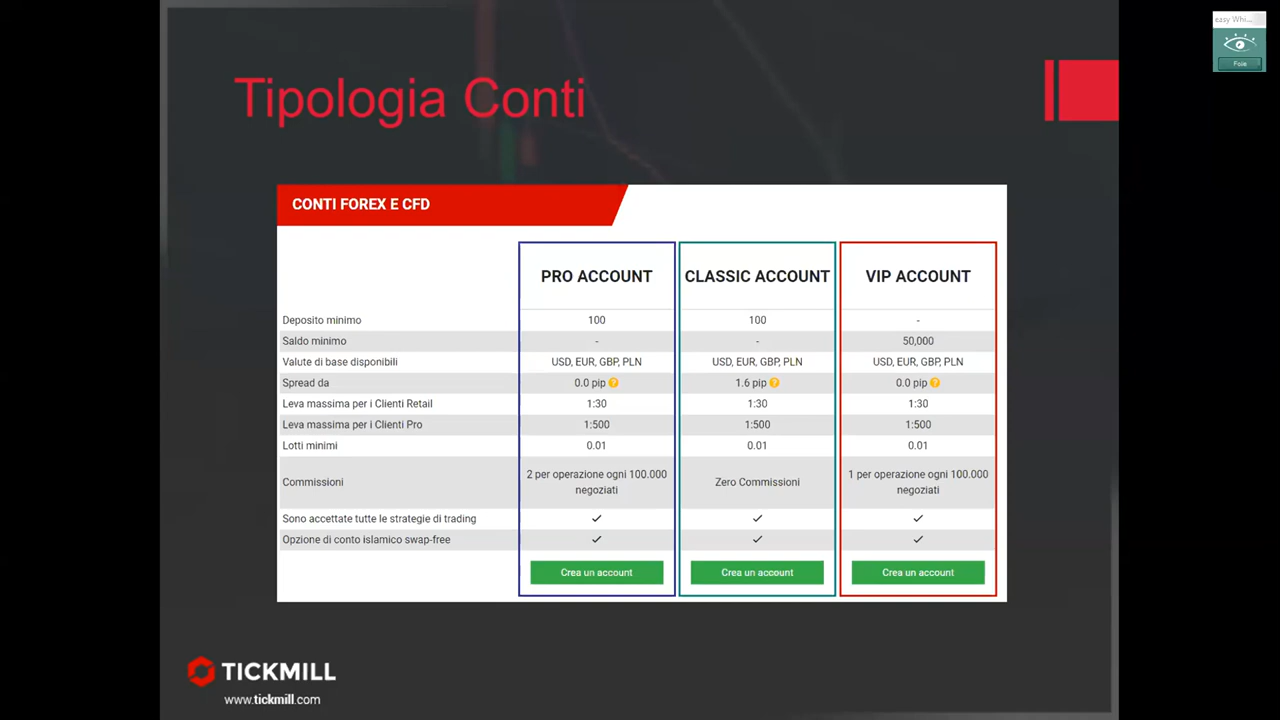 easy Whi...
Foie
Tipologia Conti
CONTI FOREX E CFD
PRO ACCOUNT CLASSIC ACCOUNT VIP ACCOUNT
Deposito minimo 100 100 -
Saldo minimo - - 50,000
Valute di base disponibili USD, EUR, GBP, PLN USD, EUR, GBP, PLN USD, EUR, GBP, PLN
Spread da 0.0 pip ? 1.6 pip ? 0.0 pip ?
Leva massima per i Clienti Retail 1:30 1:30 1:30
Leva massima per i Clienti Pro 1:500 1:500 1:500
Lotti minimi 0.01 0.01 0.01
Commissioni 2 per operazione ogni 100.000 negoziati Zero Commissioni 1 per operazione ogni 100.000 negoziati
Sono accettate tutte le strategie di trading ✓ ✓ ✓
Opzione di conto islamico swap-free ✓ ✓ ✓
Crea un account Crea un account Crea un account
TICKMILL
www.tickmill.com